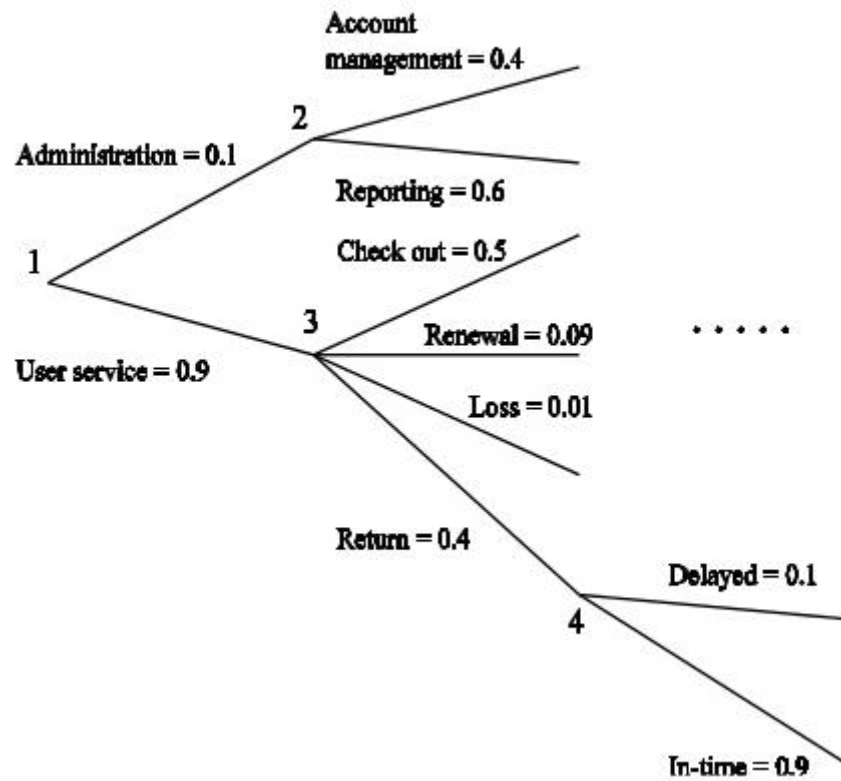 Account
management = 0.4
2
Administration = 0.1
Reporting = 0.6
Check out = 0.5
1
3
Renewal = 0.09
.....
User service = 0.9
Loss = 0.01
Return = 0.4
Delayed = 0.1
4
In-time = 0.9